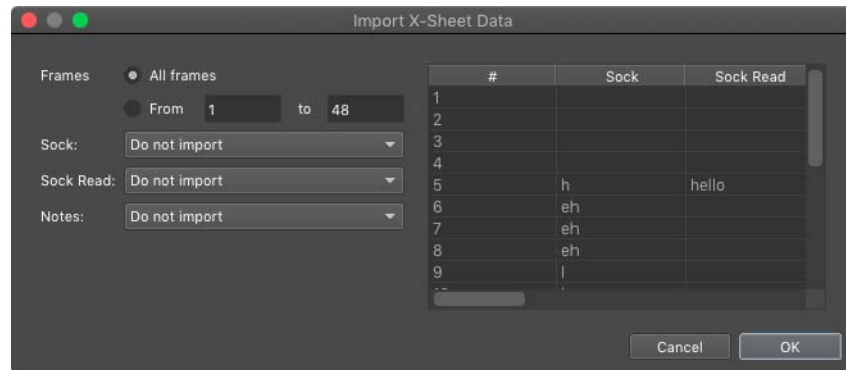 Import X-Sheet Data
Frames All frames
From 1 to 48
Sock: Do not import
Sock Read: Do not import
Notes: Do not import
# Sock Sock Read
1
2
3
4
5 h hello
6 eh
7 eh
8 eh
9 l
Cancel OK